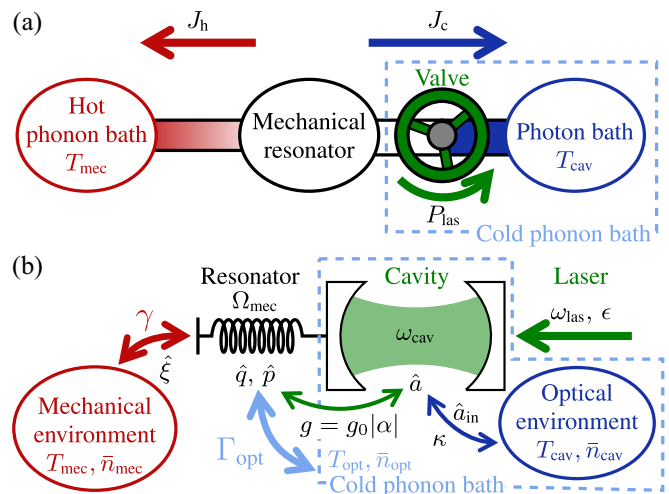 (a)
J_h
J_c
Hot
phonon bath
T_mec
Mechanical
resonator
Valve
P_las
Photon bath
T_cav
Cold phonon bath
(b)
Resonator
Ω_mec
Cavity
Laser
γ
ω_cav
ω_las, ϵ
ξ̂
q̂, p̂
â
â_in
Mechanical
environment
T_mec, n̄_mec
g = g_0|α|
κ
Optical
environment
T_cav, n̄_cav
Γ_opt
T_opt, n̄_opt
Cold phonon bath